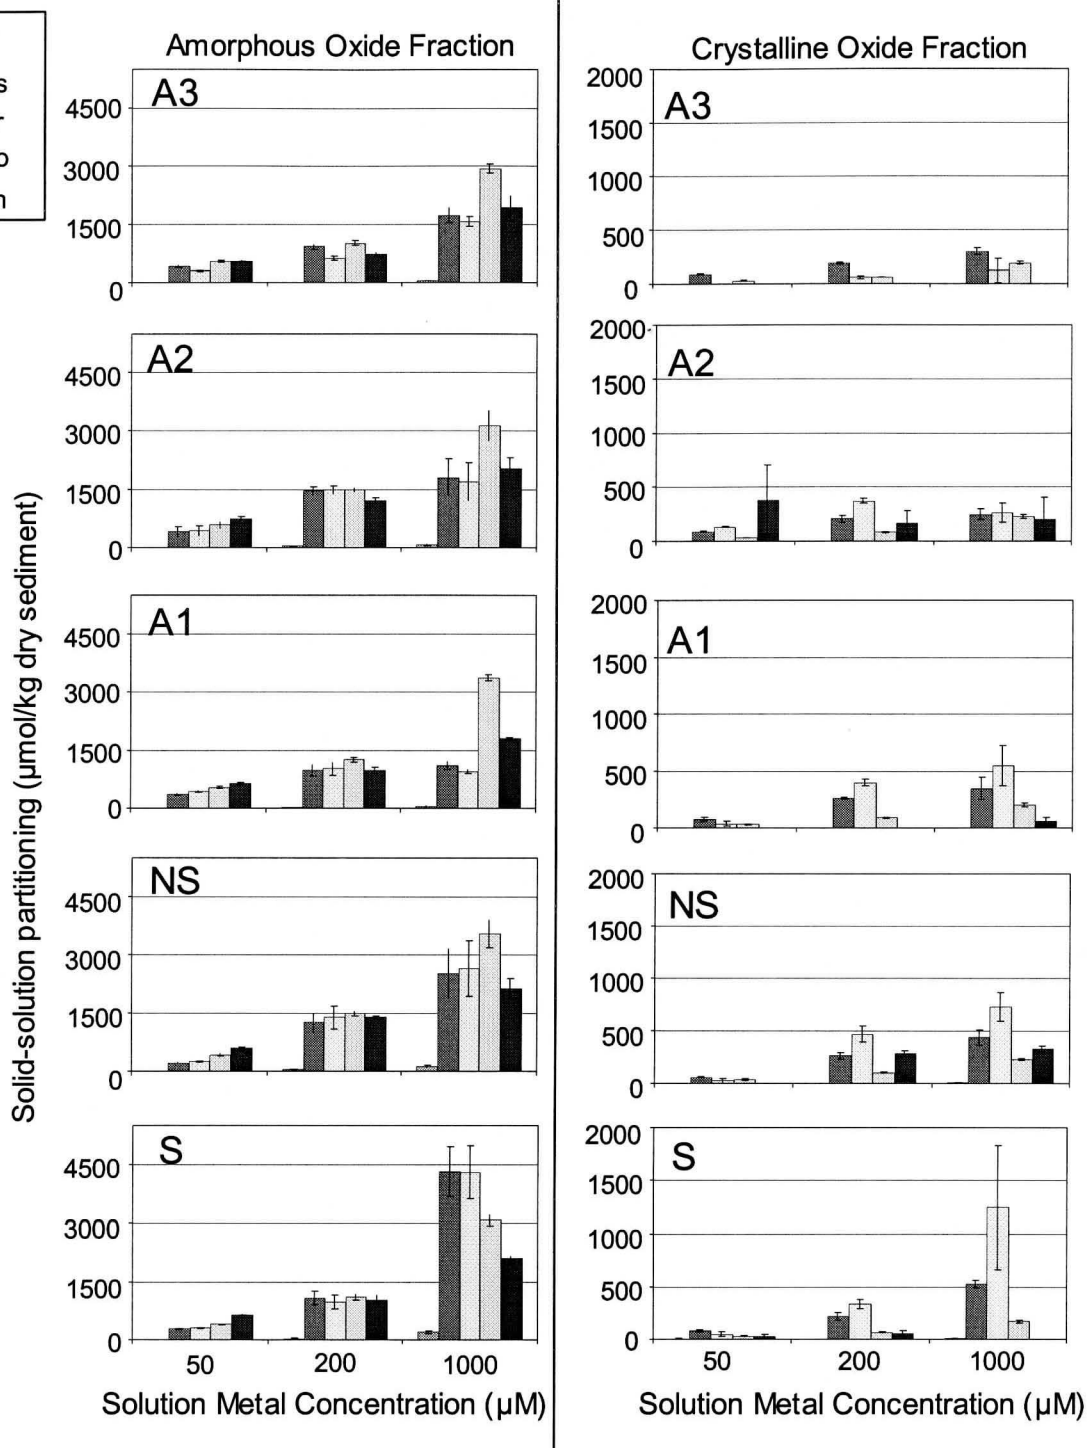 Amorphous Oxide Fraction
Crystalline Oxide Fraction
Solid-solution partitioning (μmol/kg dry sediment)
A3
4500
3000
1500
0
A3
2000
1500
1000
500
0
A2
4500
3000
1500
0
A2
2000
1500
1000
500
0
A1
4500
3000
1500
0
A1
2000
1500
1000
500
0
NS
4500
3000
1500
0
NS
2000
1500
1000
500
0
S
4500
3000
1500
0
S
2000
1500
1000
500
0
50 200 1000
50 200 1000
Solution Metal Concentration (μM)
Solution Metal Concentration (μM)